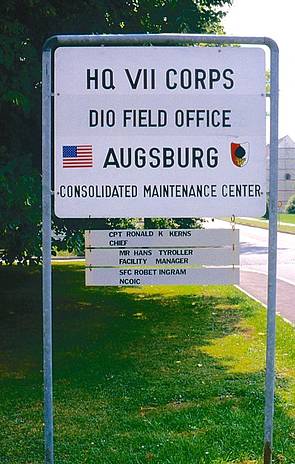 HQ VII CORPS
DIO FIELD OFFICE
AUGSBURG
CONSOLIDATED MAINTENANCE CENTER
CPT RONALD K KERNS
CHIEF
MR HANS TYROLLER
FACILITY MANAGER
SFC ROBET INGRAM
NCOIC